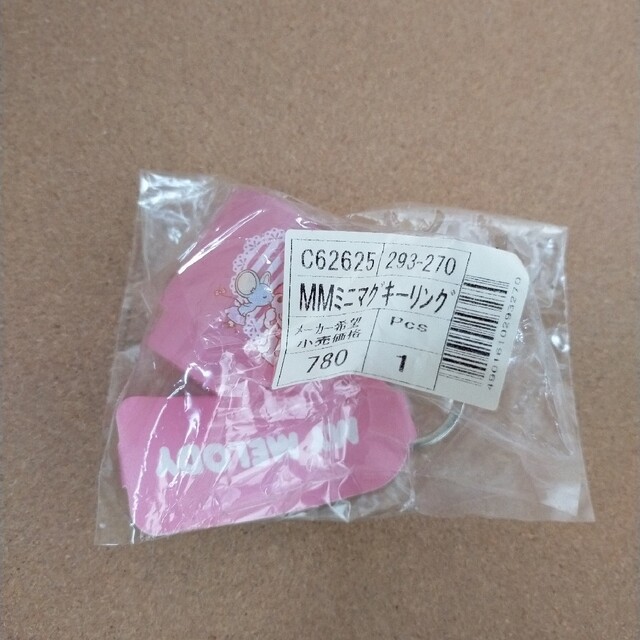 C62625 293-270
MMﾐﾆﾏｸﾞｷｰﾘﾝｸﾞ
メーカー希望 Pcs
小売価格
780 1
MY MELODY